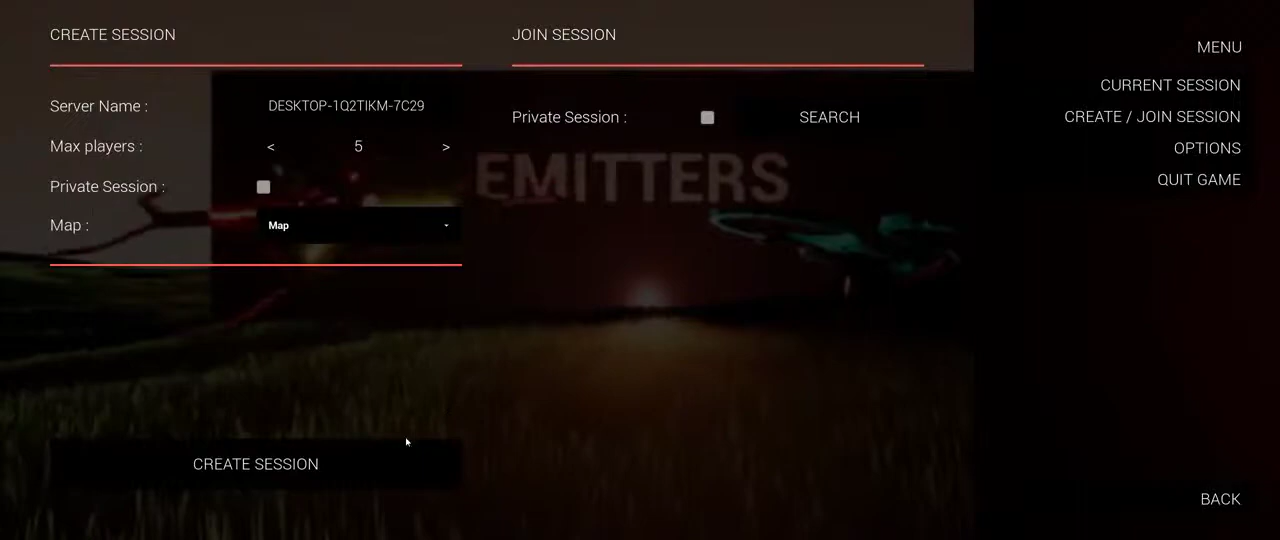 CREATE SESSION
Server Name :
DESKTOP-1Q2TIKM-7C29
Max players :
< 5 >
Private Session :
Map :
Map
CREATE SESSION
JOIN SESSION
Private Session :
SEARCH
EMITTERS
MENU
CURRENT SESSION
CREATE / JOIN SESSION
OPTIONS
QUIT GAME
BACK